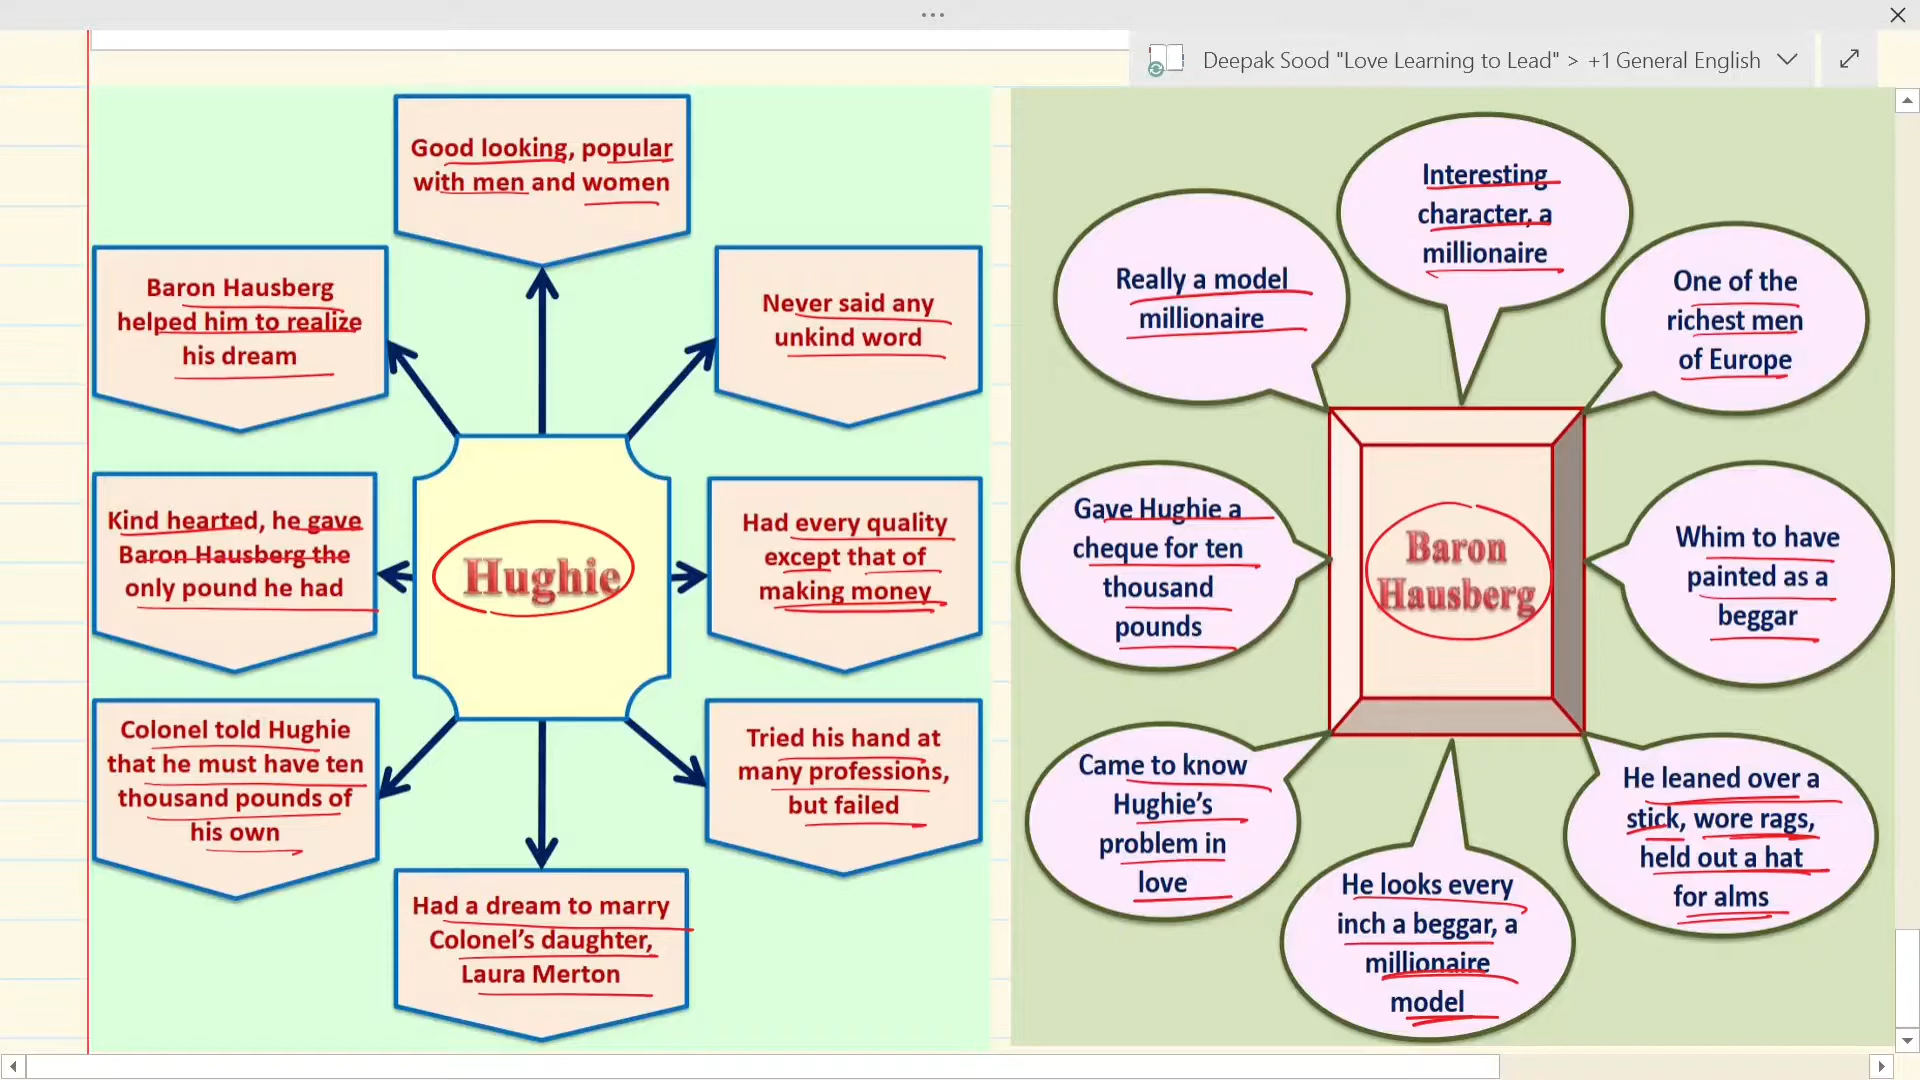 Deepak Sood "Love Learning to Lead" > +1 General English
Good looking, popular
with men and women
Baron Hausberg
helped him to realize
his dream
Never said any
unkind word
Kind hearted, he gave
Baron Hausberg the
only pound he had
Hughie
Had every quality
except that of
making money
Colonel told Hughie
that he must have ten
thousand pounds of
his own
Tried his hand at
many professions,
but failed
Had a dream to marry
Colonel's daughter,
Laura Merton
Interesting
character, a
millionaire
Really a model
millionaire
One of the
richest men
of Europe
Gave Hughie a
cheque for ten
thousand
pounds
Baron
Hausberg
Whim to have
painted as a
beggar
Came to know
Hughie's
problem in
love
He looks every
inch a beggar, a
millionaire
model
He leaned over a
stick, wore rags,
held out a hat
for alms